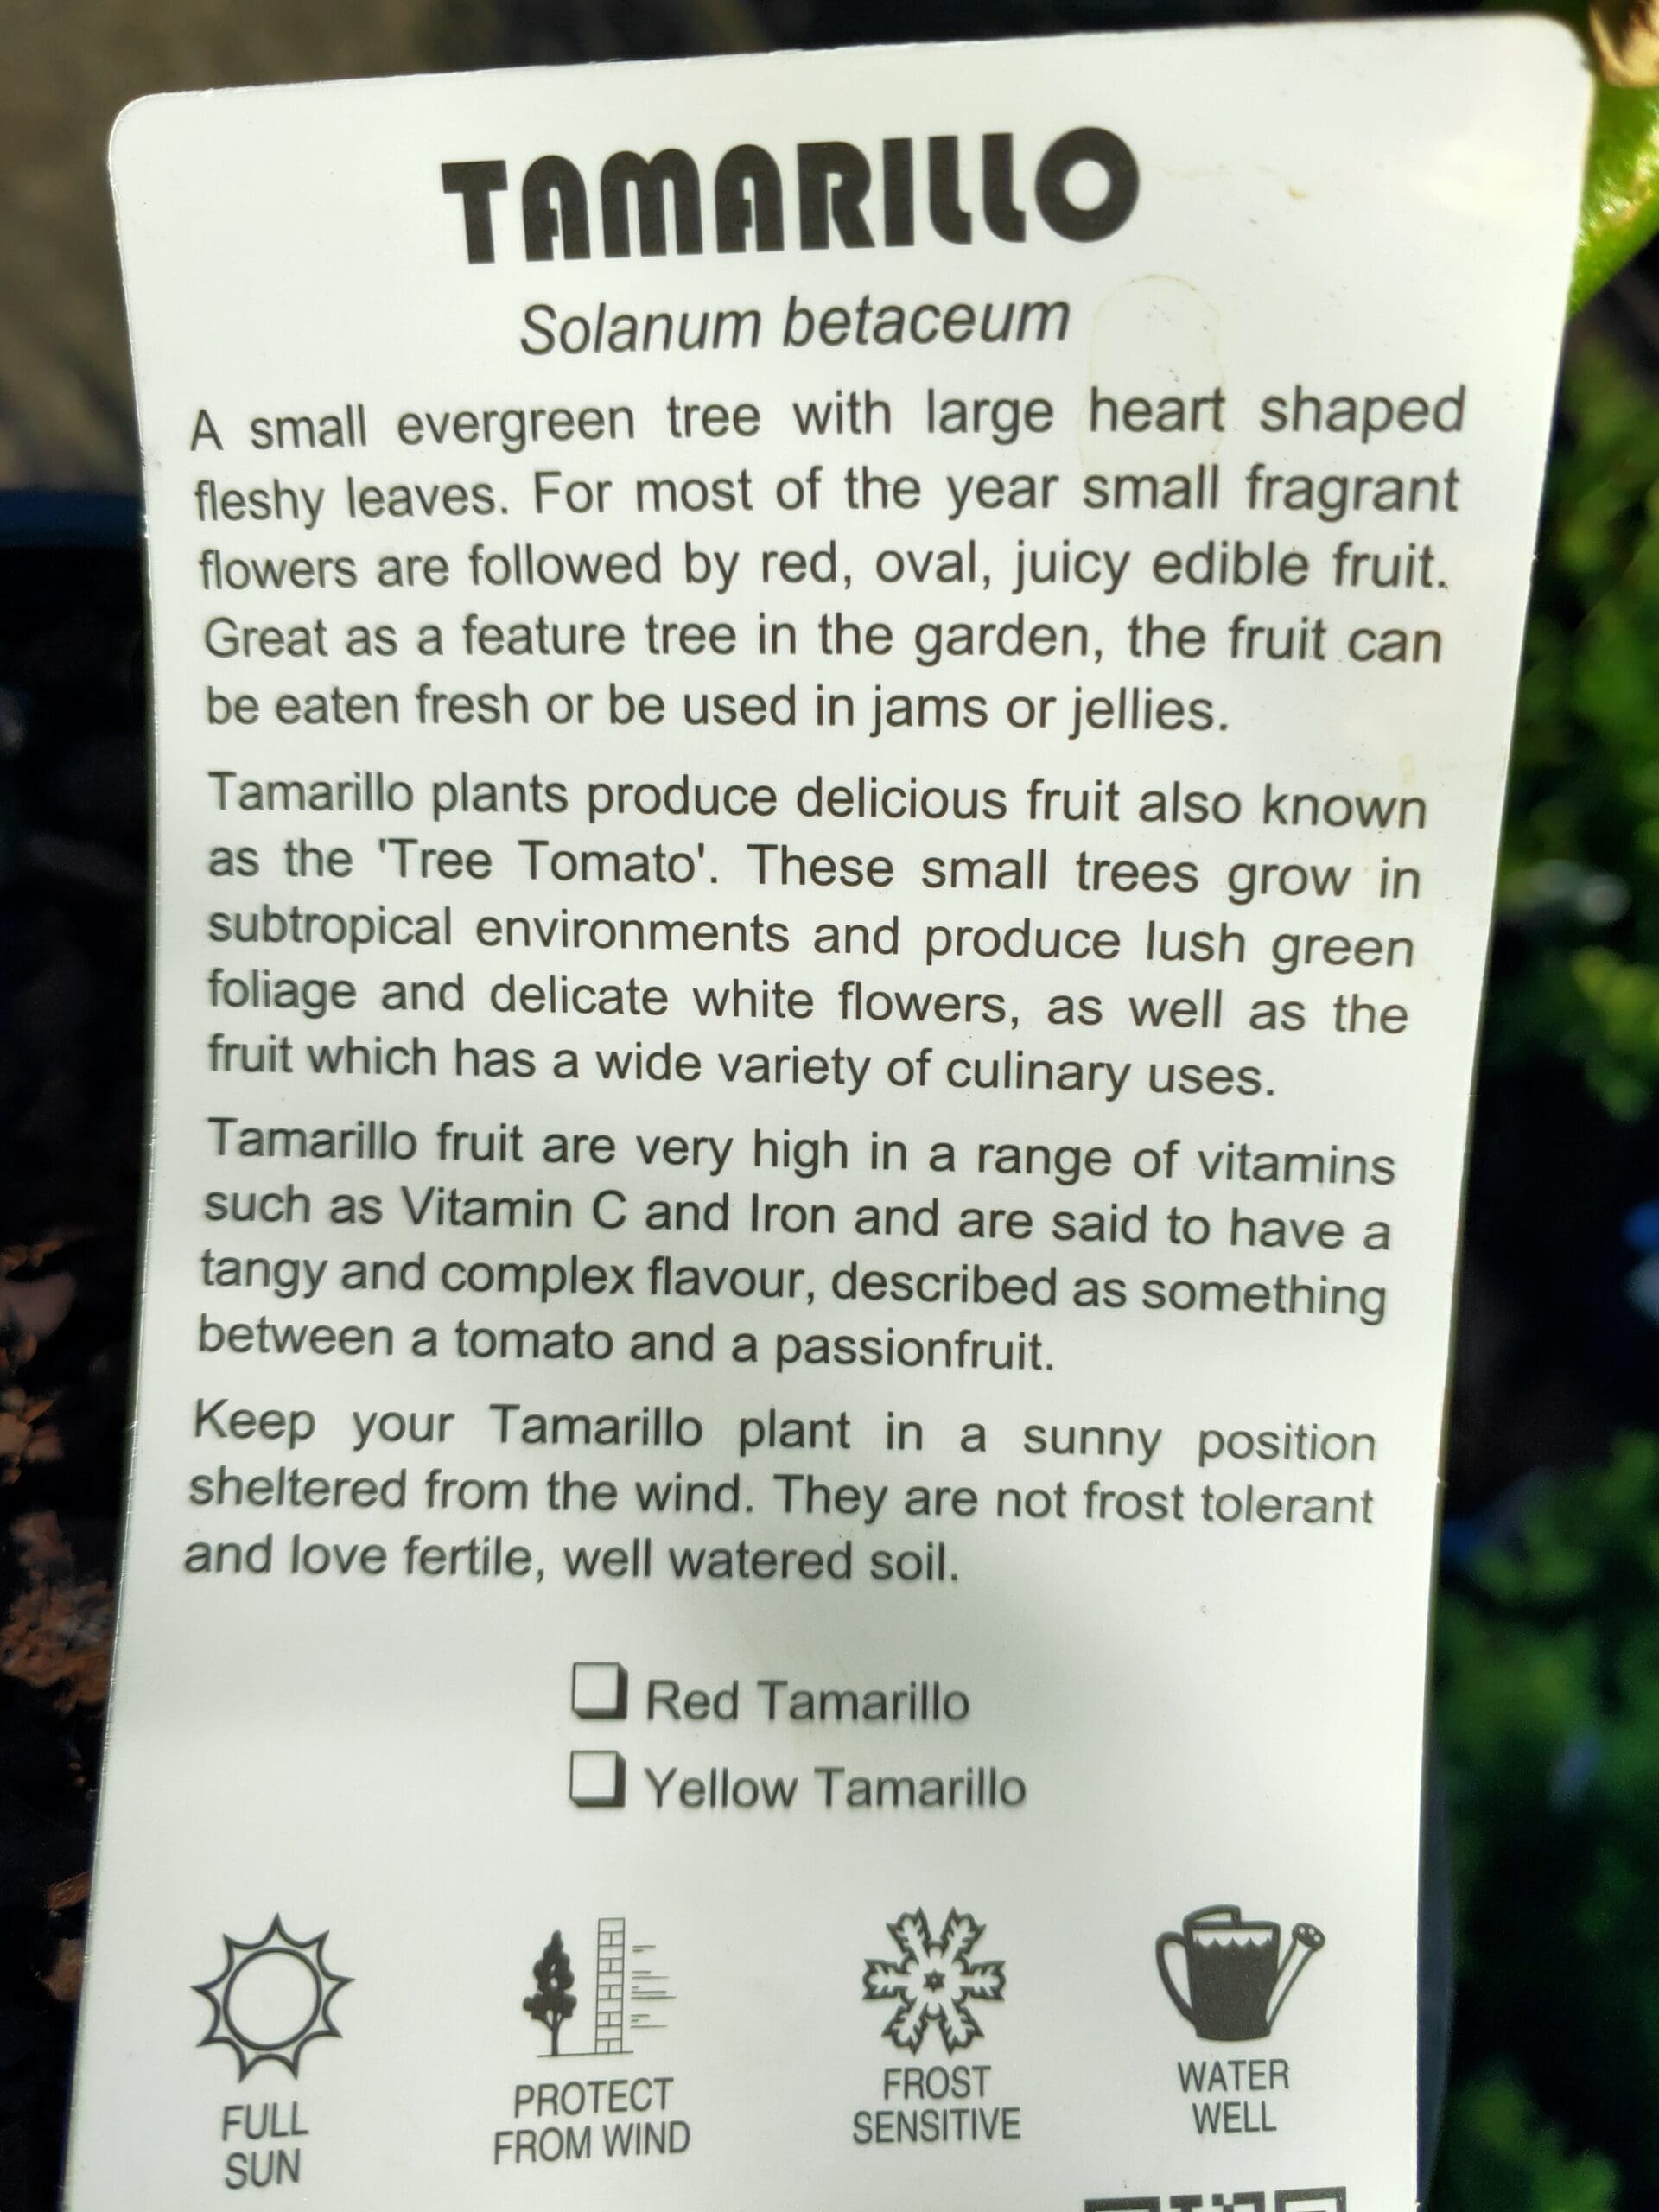 TAMARILLO
Solanum betaceum
A small evergreen tree with large heart shaped
fleshy leaves. For most of the year small fragrant
flowers are followed by red, oval, juicy edible fruit.
Great as a feature tree in the garden, the fruit can
be eaten fresh or be used in jams or jellies.
Tamarillo plants produce delicious fruit also known
as the 'Tree Tomato'. These small trees grow in
subtropical environments and produce lush green
foliage and delicate white flowers, as well as the
fruit which has a wide variety of culinary uses.
Tamarillo fruit are very high in a range of vitamins
such as Vitamin C and Iron and are said to have a
tangy and complex flavour, described as something
between a tomato and a passionfruit.
Keep your Tamarillo plant in a sunny position
sheltered from the wind. They are not frost tolerant
and love fertile, well watered soil.
Red Tamarillo
Yellow Tamarillo
FULL
SUN
PROTECT
FROM WIND
FROST
SENSITIVE
WATER
WELL